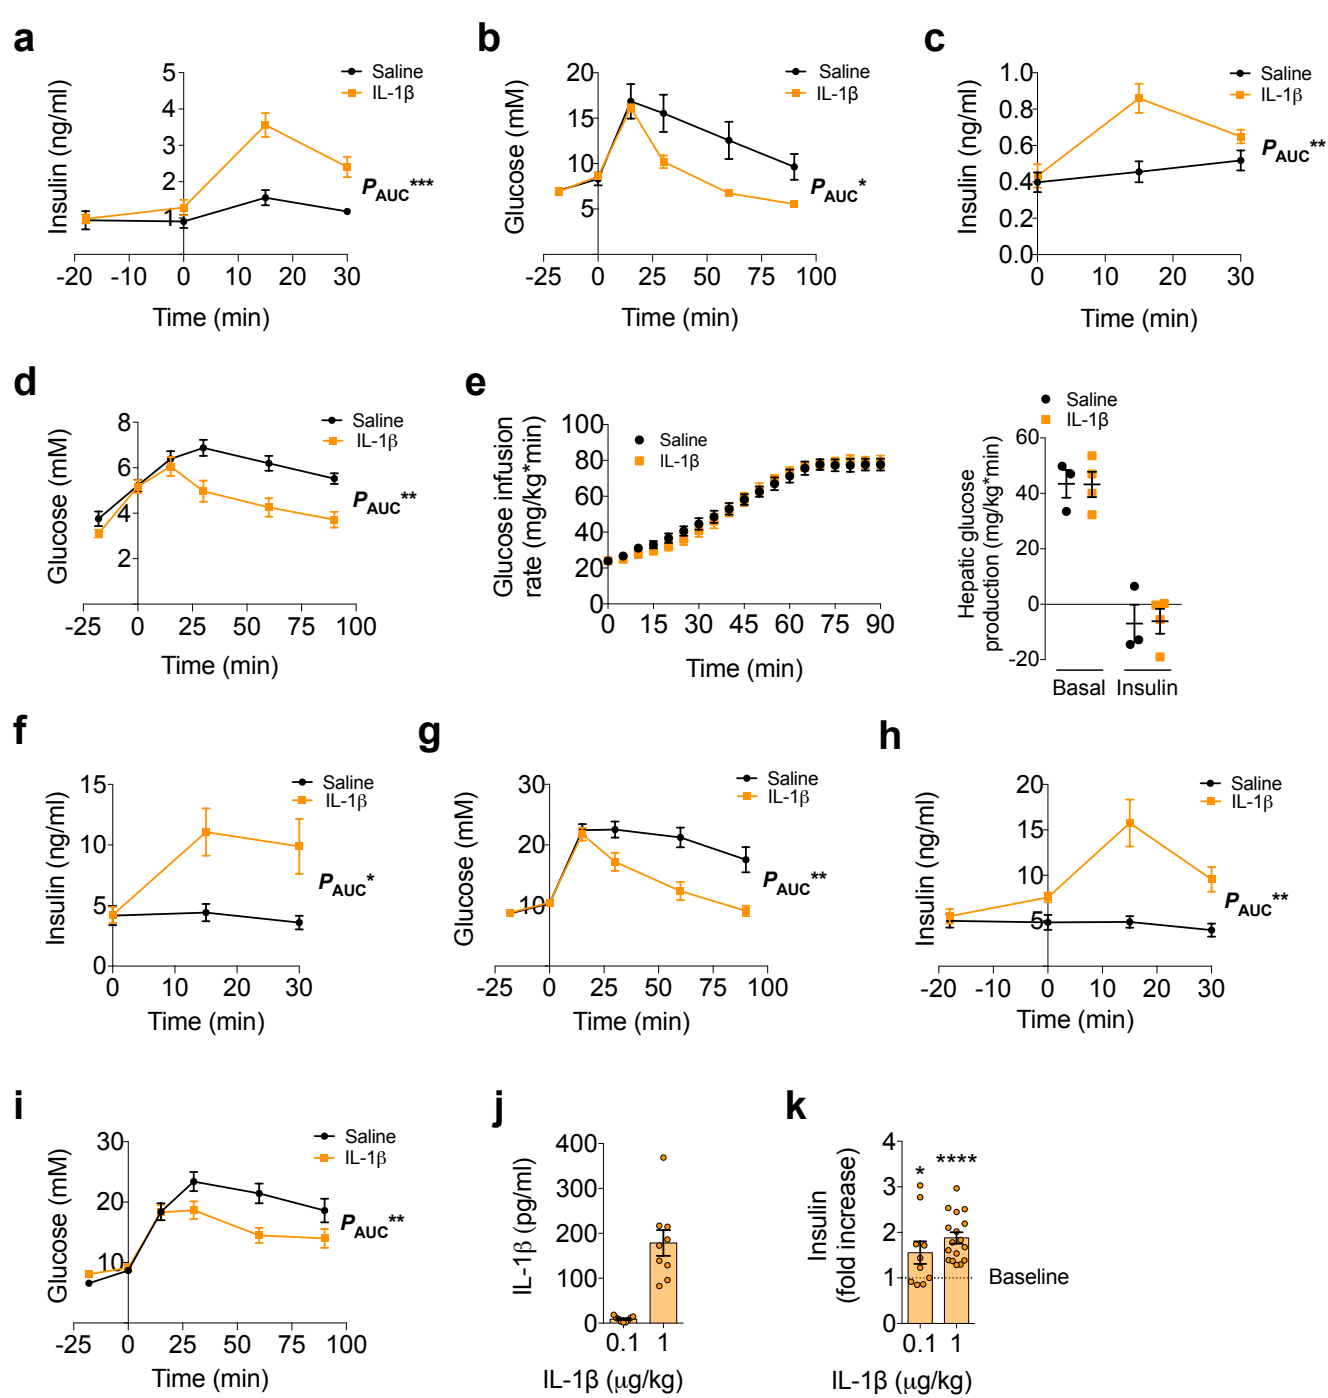 a
Insulin (ng/ml)
5
4
3
2
1
-20 -10 0 10 20 30
Time (min)
Saline
IL-1β
PAUC***
b
Glucose (mM)
20
15
10
5
-25 0 25 50 75 100
Time (min)
Saline
IL-1β
PAUC*
c
Insulin (ng/ml)
1.0
0.8
0.6
0.4
0.2
0.0
0 10 20 30
Time (min)
Saline
IL-1β
PAUC**
d
Glucose (mM)
8
6
4
2
-25 0 25 50 75 100
Time (min)
Saline
IL-1β
PAUC**
e
Glucose infusion
rate (mg/kg*min)
100
80
60
40
20
0
0 15 30 45 60 75 90
Time (min)
Saline
IL-1β
Saline
IL-1β
Hepatic glucose
production (mg/kg*min)
60
40
20
0
-20
Basal Insulin
f
Insulin (ng/ml)
15
10
5
0
0 10 20 30
Time (min)
Saline
IL-1β
PAUC*
g
Glucose (mM)
30
20
10
-25 0 25 50 75 100
Time (min)
Saline
IL-1β
PAUC**
h
Insulin (ng/ml)
20
15
10
5
-20 -10 0 10 20 30
Time (min)
Saline
IL-1β
PAUC**
i
Glucose (mM)
30
20
10
-25 0 25 50 75 100
Time (min)
Saline
IL-1β
PAUC**
j
IL-1β (pg/ml)
400
300
200
100
0
0.1 1
IL-1β (μg/kg)
k
Insulin
(fold increase)
4
3
2
1
0
* ****
Baseline
0.1 1
IL-1β (μg/kg)